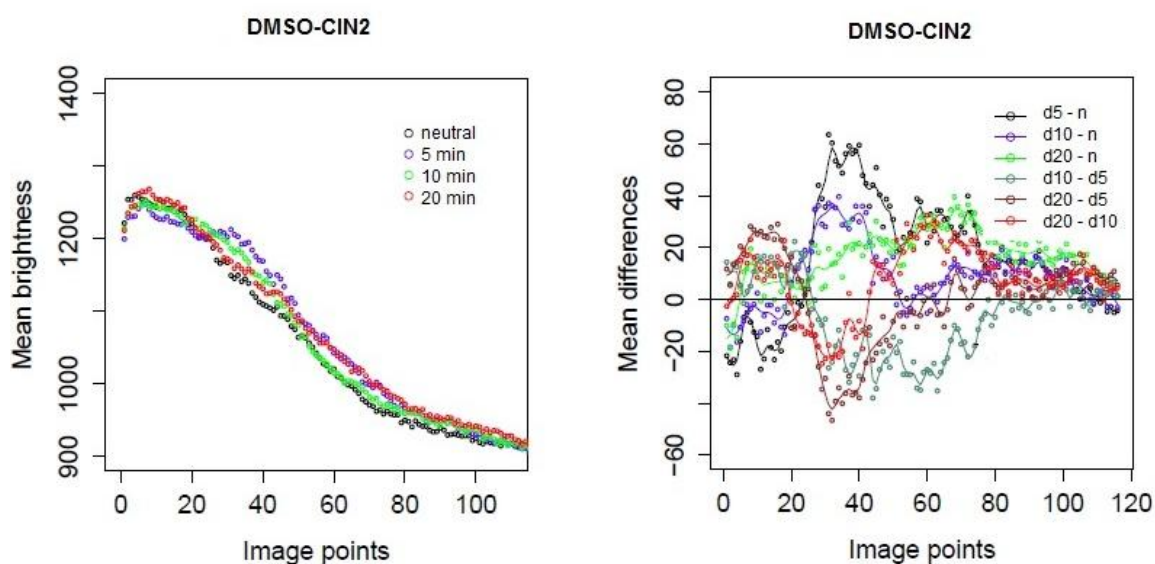 DMSO-CIN2
1400
1200
1000
900
Mean brightness
neutral
5 min
10 min
20 min
0 20 40 60 80 100
Image points
DMSO-CIN2
80
60
40
20
0
−20
−60
Mean differences
d5 - n
d10 - n
d20 - n
d10 - d5
d20 - d5
d20 - d10
0 20 40 60 80 100 120
Image points